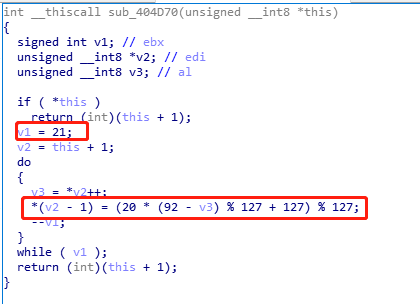 int __thiscall sub_404D70(unsigned __int8 *this)
{
  signed int v1; // ebx
  unsigned __int8 *v2; // edi
  unsigned __int8 v3; // al

  if ( *this )
    return (int)(this + 1);
  v1 = 21;
  v2 = this + 1;
  do
  {
    v3 = *v2++;
    *(v2 - 1) = (20 * (92 - v3) % 127 + 127) % 127;
    --v1;
  }
  while ( v1 );
  return (int)(this + 1);
}